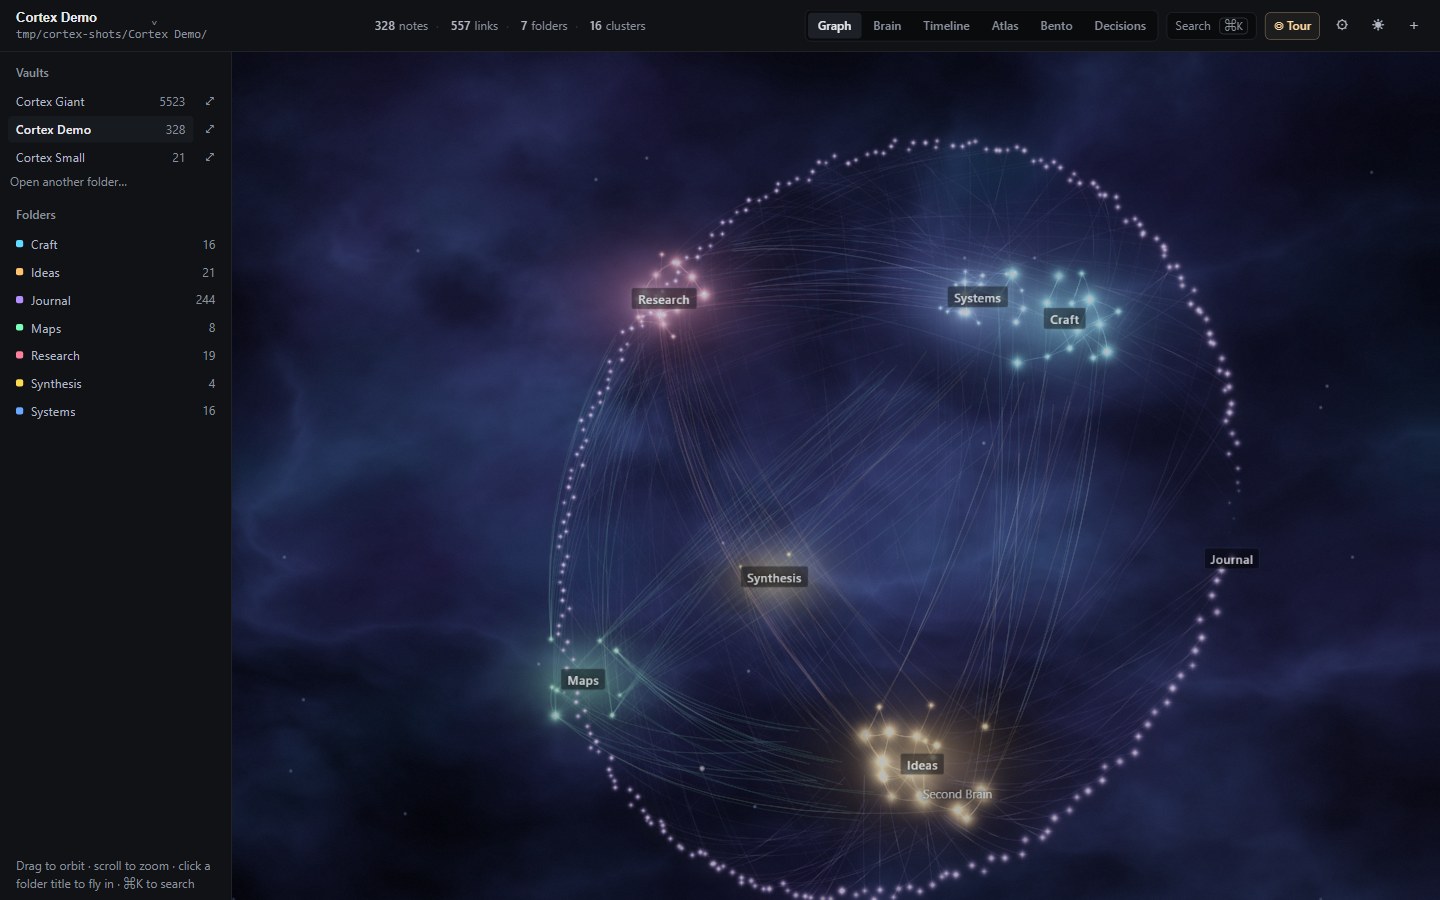 Cortex Demo
tmp/cortex-shots/Cortex Demo/
328 notes · 557 links · 7 folders · 16 clusters
Graph Brain Timeline Atlas Bento Decisions
Search ⌘K
◎ Tour
Vaults
Cortex Giant 5523
Cortex Demo 328
Cortex Small 21
Open another folder...
Folders
Craft 16
Ideas 21
Journal 244
Maps 8
Research 19
Synthesis 4
Systems 16
Research
Systems
Craft
Journal
Synthesis
Maps
Ideas
Second Brain
Drag to orbit · scroll to zoom · click a
folder title to fly in · ⌘K to search